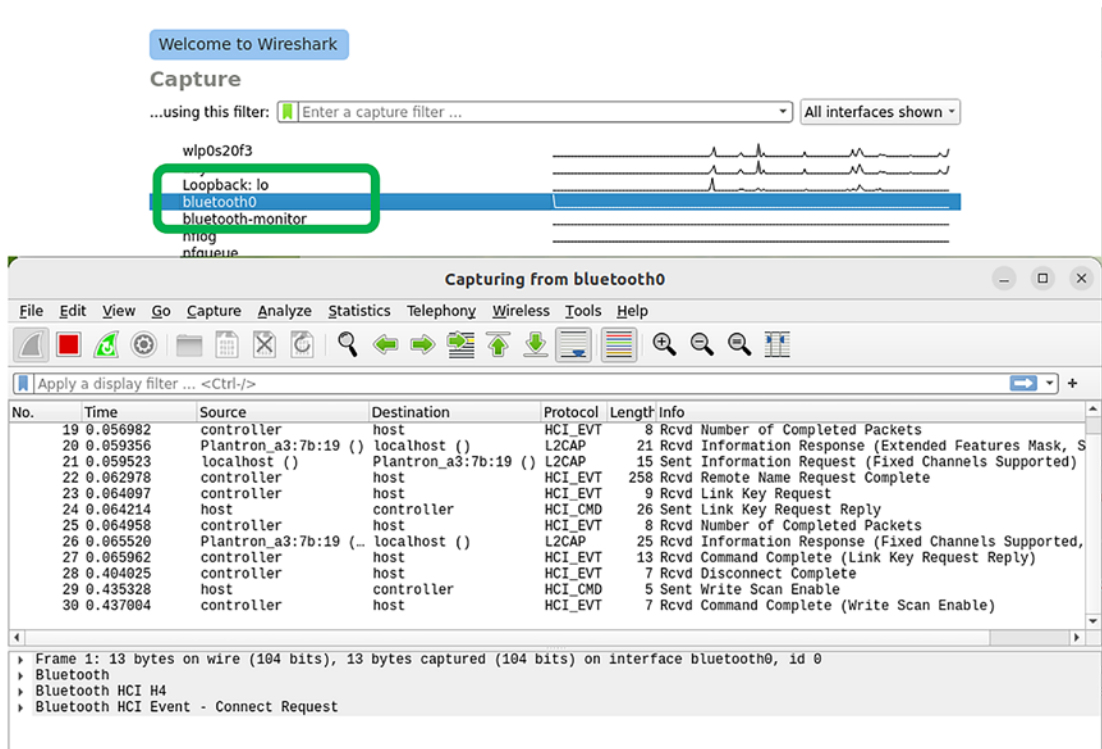 Welcome to Wireshark
Capture
...using this filter: Enter a capture filter ... All interfaces shown
wlp0s20f3
Loopback: lo
bluetooth0
bluetooth-monitor
nflog
nfqueue
Capturing from bluetooth0
File Edit View Go Capture Analyze Statistics Telephony Wireless Tools Help
Apply a display filter ... <Ctrl-/> +
No. Time Source Destination Protocol Length Info
19 0.056982 controller host HCI_EVT 8 Rcvd Number of Completed Packets
20 0.059356 Plantron_a3:7b:19 () localhost () L2CAP 21 Rcvd Information Response (Extended Features Mask, S
21 0.059523 localhost () Plantron_a3:7b:19 () L2CAP 15 Sent Information Request (Fixed Channels Supported)
22 0.062978 controller host HCI_EVT 258 Rcvd Remote Name Request Complete
23 0.064097 controller host HCI_EVT 9 Rcvd Link Key Request
24 0.064214 host controller HCI_CMD 26 Sent Link Key Request Reply
25 0.064958 controller host HCI_EVT 8 Rcvd Number of Completed Packets
26 0.065520 Plantron_a3:7b:19 (… localhost () L2CAP 25 Rcvd Information Response (Fixed Channels Supported,
27 0.065962 controller host HCI_EVT 13 Rcvd Command Complete (Link Key Request Reply)
28 0.404025 controller host HCI_EVT 7 Rcvd Disconnect Complete
29 0.435328 host controller HCI_CMD 5 Sent Write Scan Enable
30 0.437004 controller host HCI_EVT 7 Rcvd Command Complete (Write Scan Enable)
Frame 1: 13 bytes on wire (104 bits), 13 bytes captured (104 bits) on interface bluetooth0, id 0
Bluetooth
Bluetooth HCI H4
Bluetooth HCI Event - Connect Request